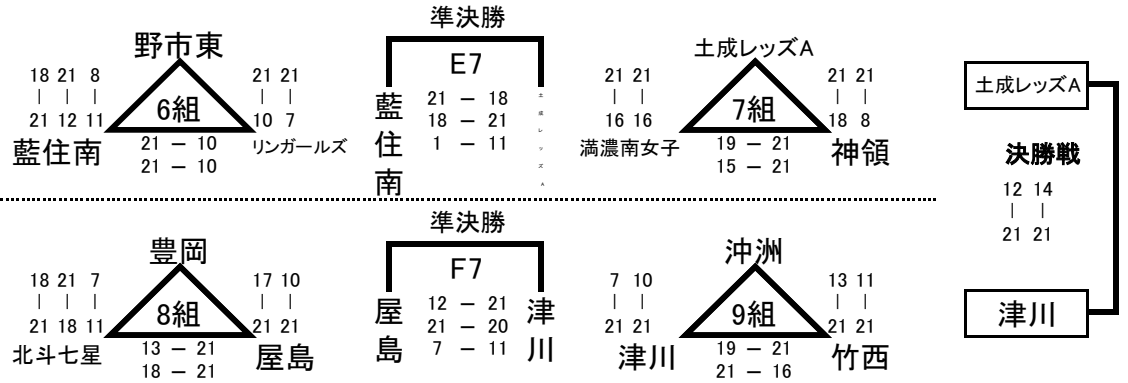 準決勝
野市東
E7
土成レッズA
18 21 8
| | |
21 12 11
21 21
| |
10 7
6組
藍住南
リンガールズ
21 － 10
21 － 10
藍住南
21 － 18
18 － 21
1 － 11
土成レッズA
21 21
| |
16 16
21 21
| |
18 8
7組
満濃南女子
神領
19 － 21
15 － 21
土成レッズA
決勝戦
12 14
| |
21 21
津川
準決勝
豊岡
F7
沖洲
18 21 7
| | |
21 18 11
17 10
| |
21 21
8組
北斗七星
屋島
13 － 21
18 － 21
屋島
12 － 21
21 － 20
7 － 11
津川
7 10
| |
21 21
13 11
| |
21 21
9組
津川
竹西
19 － 21
21 － 16